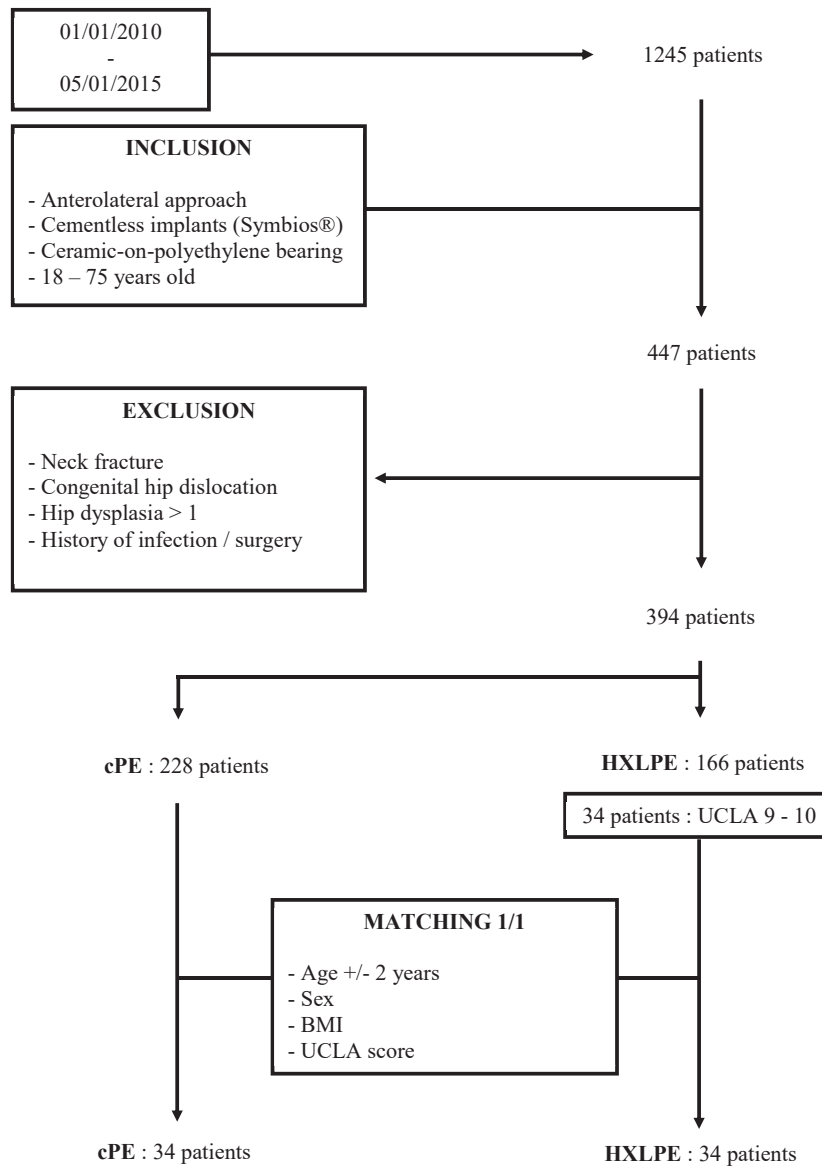 01/01/2010
-
05/01/2015
1245 patients
INCLUSION
- Anterolateral approach
- Cementless implants (Symbios®)
- Ceramic-on-polyethylene bearing
- 18 – 75 years old
447 patients
EXCLUSION
- Neck fracture
- Congenital hip dislocation
- Hip dysplasia > 1
- History of infection / surgery
394 patients
cPE : 228 patients
HXLPE : 166 patients
34 patients : UCLA 9 - 10
MATCHING 1/1
- Age +/- 2 years
- Sex
- BMI
- UCLA score
cPE : 34 patients
HXLPE : 34 patients